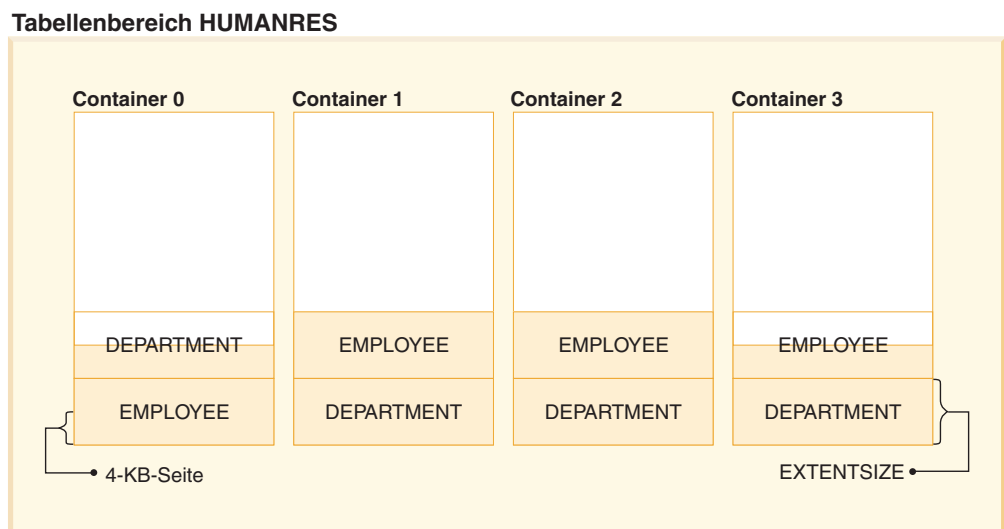 Tabellenbereich HUMANRES
Container 0 Container 1 Container 2 Container 3
DEPARTMENT EMPLOYEE EMPLOYEE EMPLOYEE
EMPLOYEE DEPARTMENT DEPARTMENT DEPARTMENT
4-KB-Seite EXTENTSIZE